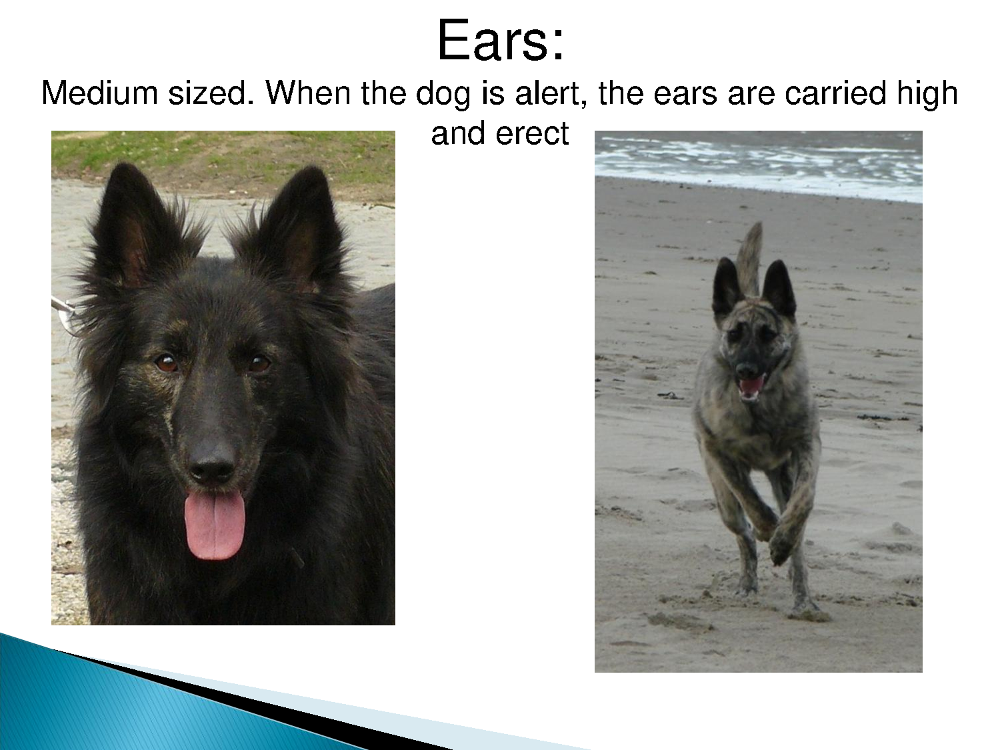 Ears:
Medium sized. When the dog is alert, the ears are carried high
and erect